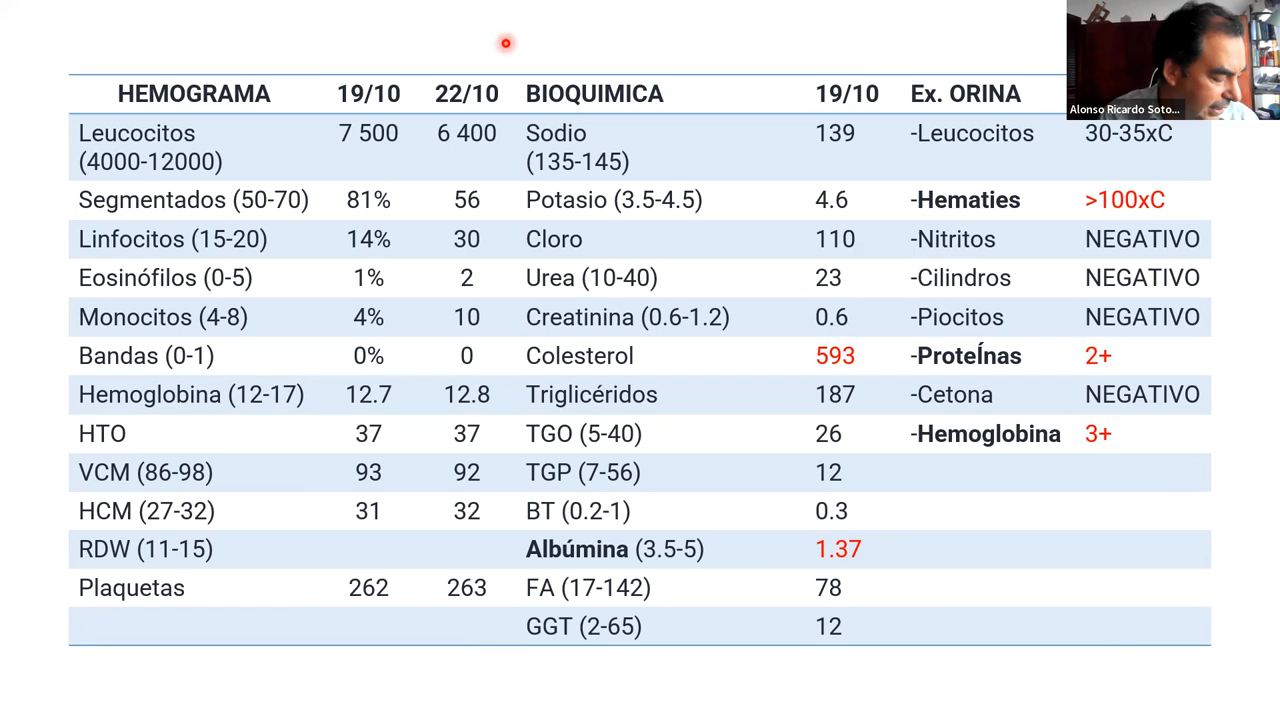 Alonso Ricardo Soto...
HEMOGRAMA 19/10 22/10 BIOQUIMICA 19/10 Ex. ORINA
Leucocitos (4000-12000) 7 500 6 400 Sodio (135-145) 139 -Leucocitos 30-35xC
Segmentados (50-70) 81% 56 Potasio (3.5-4.5) 4.6 -Hematies >100xC
Linfocitos (15-20) 14% 30 Cloro 110 -Nitritos NEGATIVO
Eosinófilos (0-5) 1% 2 Urea (10-40) 23 -Cilindros NEGATIVO
Monocitos (4-8) 4% 10 Creatinina (0.6-1.2) 0.6 -Piocitos NEGATIVO
Bandas (0-1) 0% 0 Colesterol 593 -ProteÍnas 2+
Hemoglobina (12-17) 12.7 12.8 Triglicéridos 187 -Cetona NEGATIVO
HTO 37 37 TGO (5-40) 26 -Hemoglobina 3+
VCM (86-98) 93 92 TGP (7-56) 12
HCM (27-32) 31 32 BT (0.2-1) 0.3
RDW (11-15) Albúmina (3.5-5) 1.37
Plaquetas 262 263 FA (17-142) 78
GGT (2-65) 12